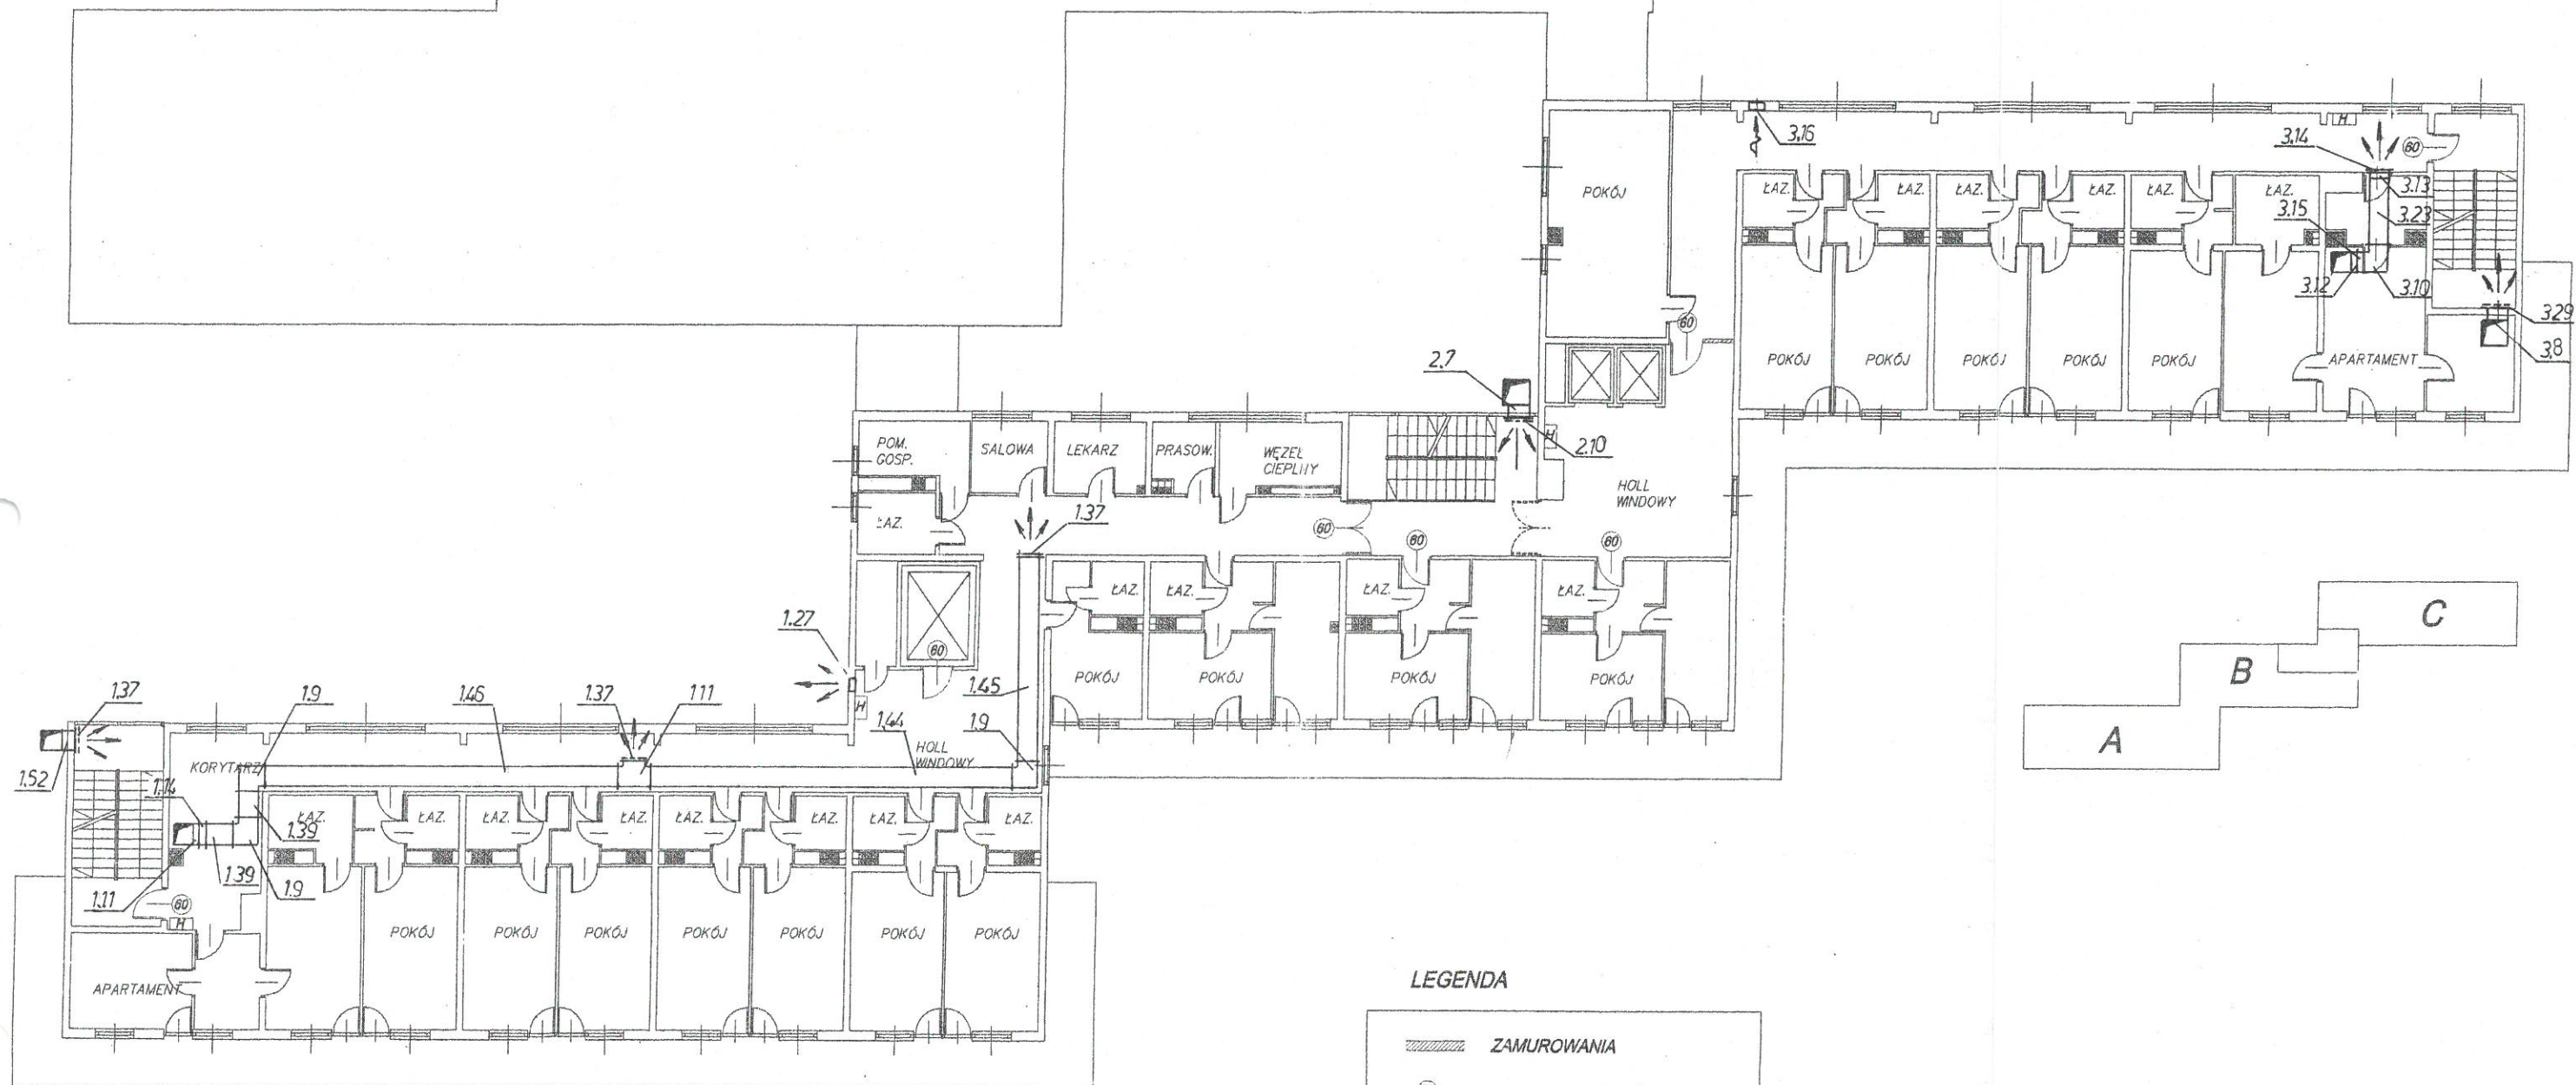 3.16
3.14
60
ŁAZ.
ŁAZ.
ŁAZ.
ŁAZ.
ŁAZ.
ŁAZ.
3.13
3.15
3.23
POKÓJ
3.12
3.10
60
329
3.8
POKÓJ
POKÓJ
POKÓJ
POKÓJ
POKÓJ
APARTAMENT
H
2.7
H
2.10
POM.
GOSP.
SALOWA
LEKARZ
PRASOW.
WĘZEŁ
CIEPLNY
HOLL
WINDOWY
ŁAZ.
1.37
60
60
60
ŁAZ.
ŁAZ.
ŁAZ.
ŁAZ.
1.27
60
POKÓJ
POKÓJ
POKÓJ
POKÓJ
1.45
H
1.37
1.9
1.46
1.37
1.11
1.44
1.9
HOLL
WINDOWY
KORYTARZ
1.52
1.14
ŁAZ.
1.39
ŁAZ.
ŁAZ.
ŁAZ.
ŁAZ.
ŁAZ.
ŁAZ.
ŁAZ.
1.11
1.39
1.9
60
H
POKÓJ
POKÓJ
POKÓJ
POKÓJ
POKÓJ
POKÓJ
POKÓJ
APARTAMENT
C
B
A
LEGENDA
ZAMUROWANIA